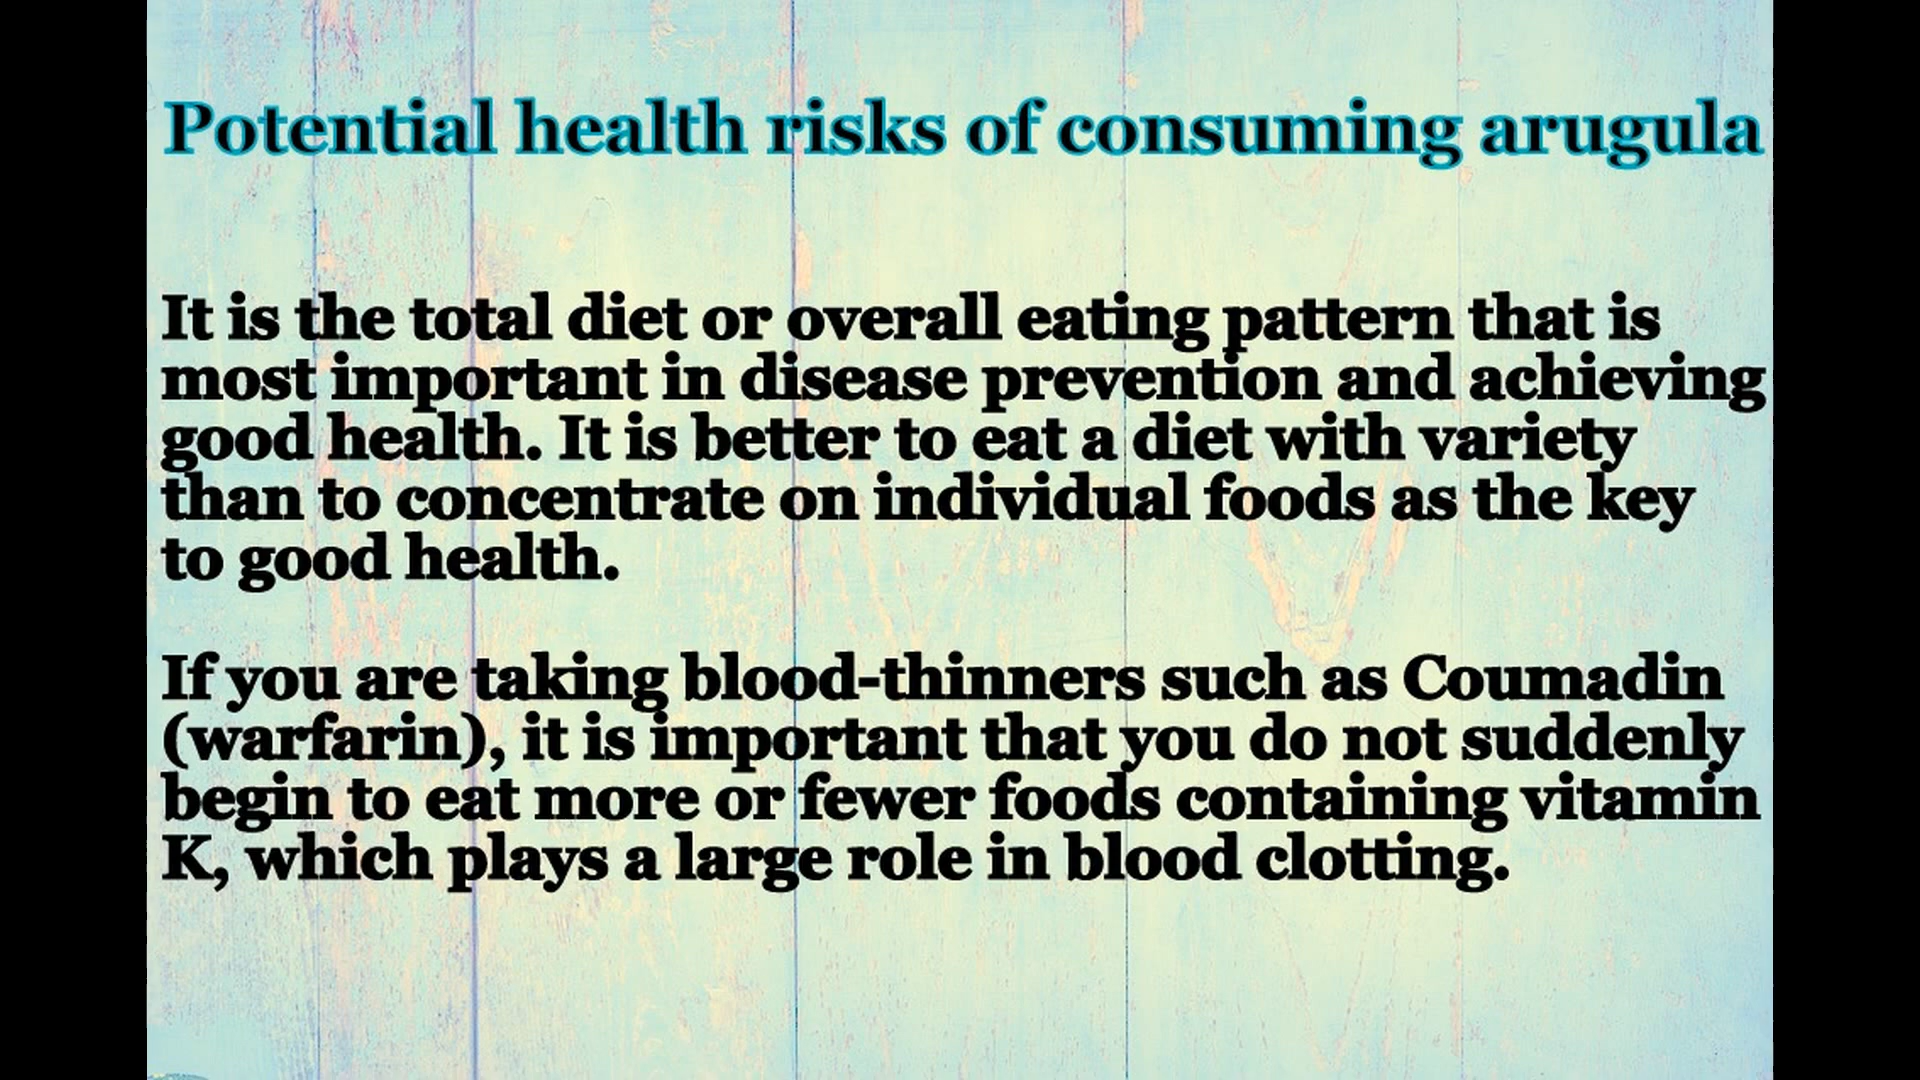 Potential health risks of consuming arugula
It is the total diet or overall eating pattern that is
most important in disease prevention and achieving
good health. It is better to eat a diet with variety
than to concentrate on individual foods as the key
to good health.
If you are taking blood-thinners such as Coumadin
(warfarin), it is important that you do not suddenly
begin to eat more or fewer foods containing vitamin
K, which plays a large role in blood clotting.